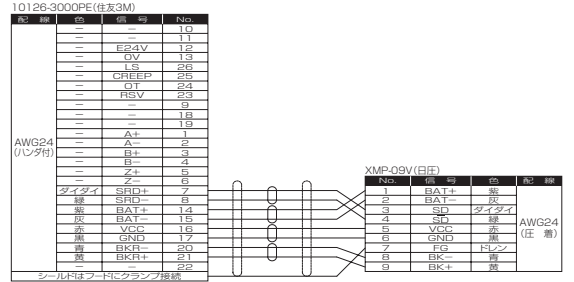 10126-3000PE(住友3M)
配 線 色 信 号 No.
− − 10
− − 11
− E24V 12
− 0V 13
− LS 26
− CREEP 25
− OT 24
− RSV 23
− − 9
− − 18
− − 19
− A+ 1
− A− 2
− B+ 3
− B− 4
− Z+ 5
− Z− 6
ダイダイ SRD+ 7
緑 SRD− 8
紫 BAT+ 14
灰 BAT− 15
赤 VCC 16
黒 GND 17
青 BKR− 20
黄 BKR+ 21
− − 22
AWG24
(ハンダ付)
シールドはフードにクランプ接続
XMP-09V(日圧)
No. 信 号 色 配 線
1 BAT+ 紫
2 BAT− 灰
3 SD ダイダイ
4 SD 緑
5 VCC 赤
6 GND 黒
7 FG ドレン
8 BK− 青
9 BK+ 黄
AWG24
(圧 着)